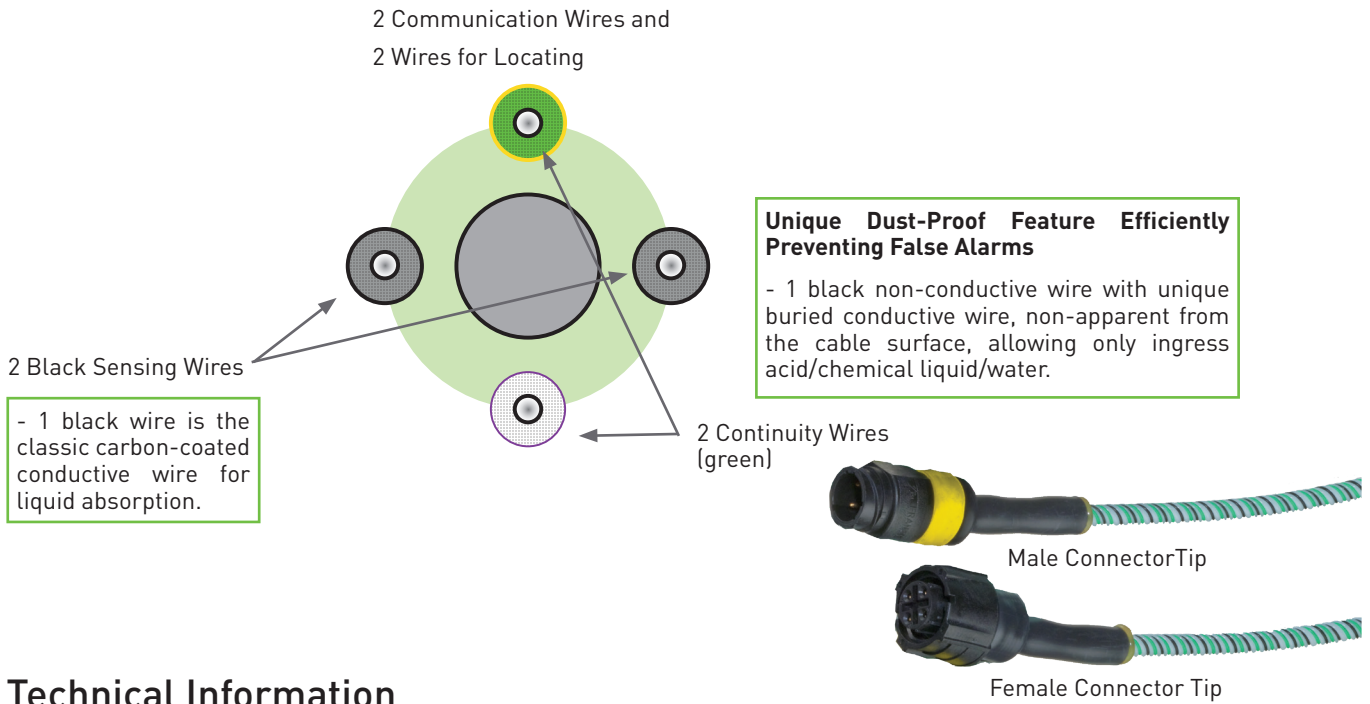 2 Communication Wires and
2 Wires for Locating
Unique Dust-Proof Feature Efficiently
Preventing False Alarms
- 1 black non-conductive wire with unique
buried conductive wire, non-apparent from
the cable surface, allowing only ingress
acid/chemical liquid/water.
2 Black Sensing Wires
- 1 black wire is the
classic carbon-coated
conductive wire for
liquid absorption.
2 Continuity Wires
(green)
Male ConnectorTip
Female Connector Tip
Technical Information